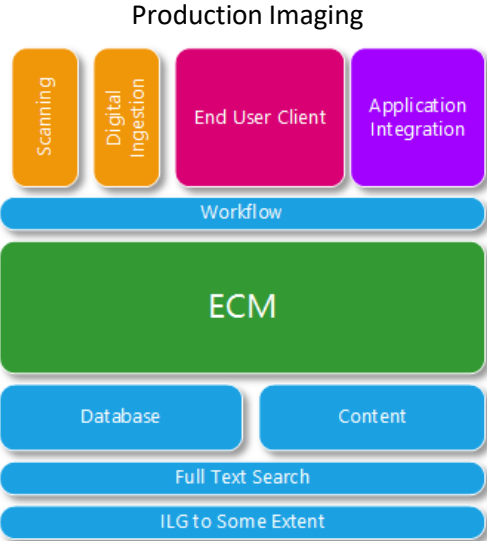 Production Imaging
Scanning
Digital
Ingestion
End User Client
Application
Integration
Workflow
ECM
Database
Content
Full Text Search
ILG to Some Extent